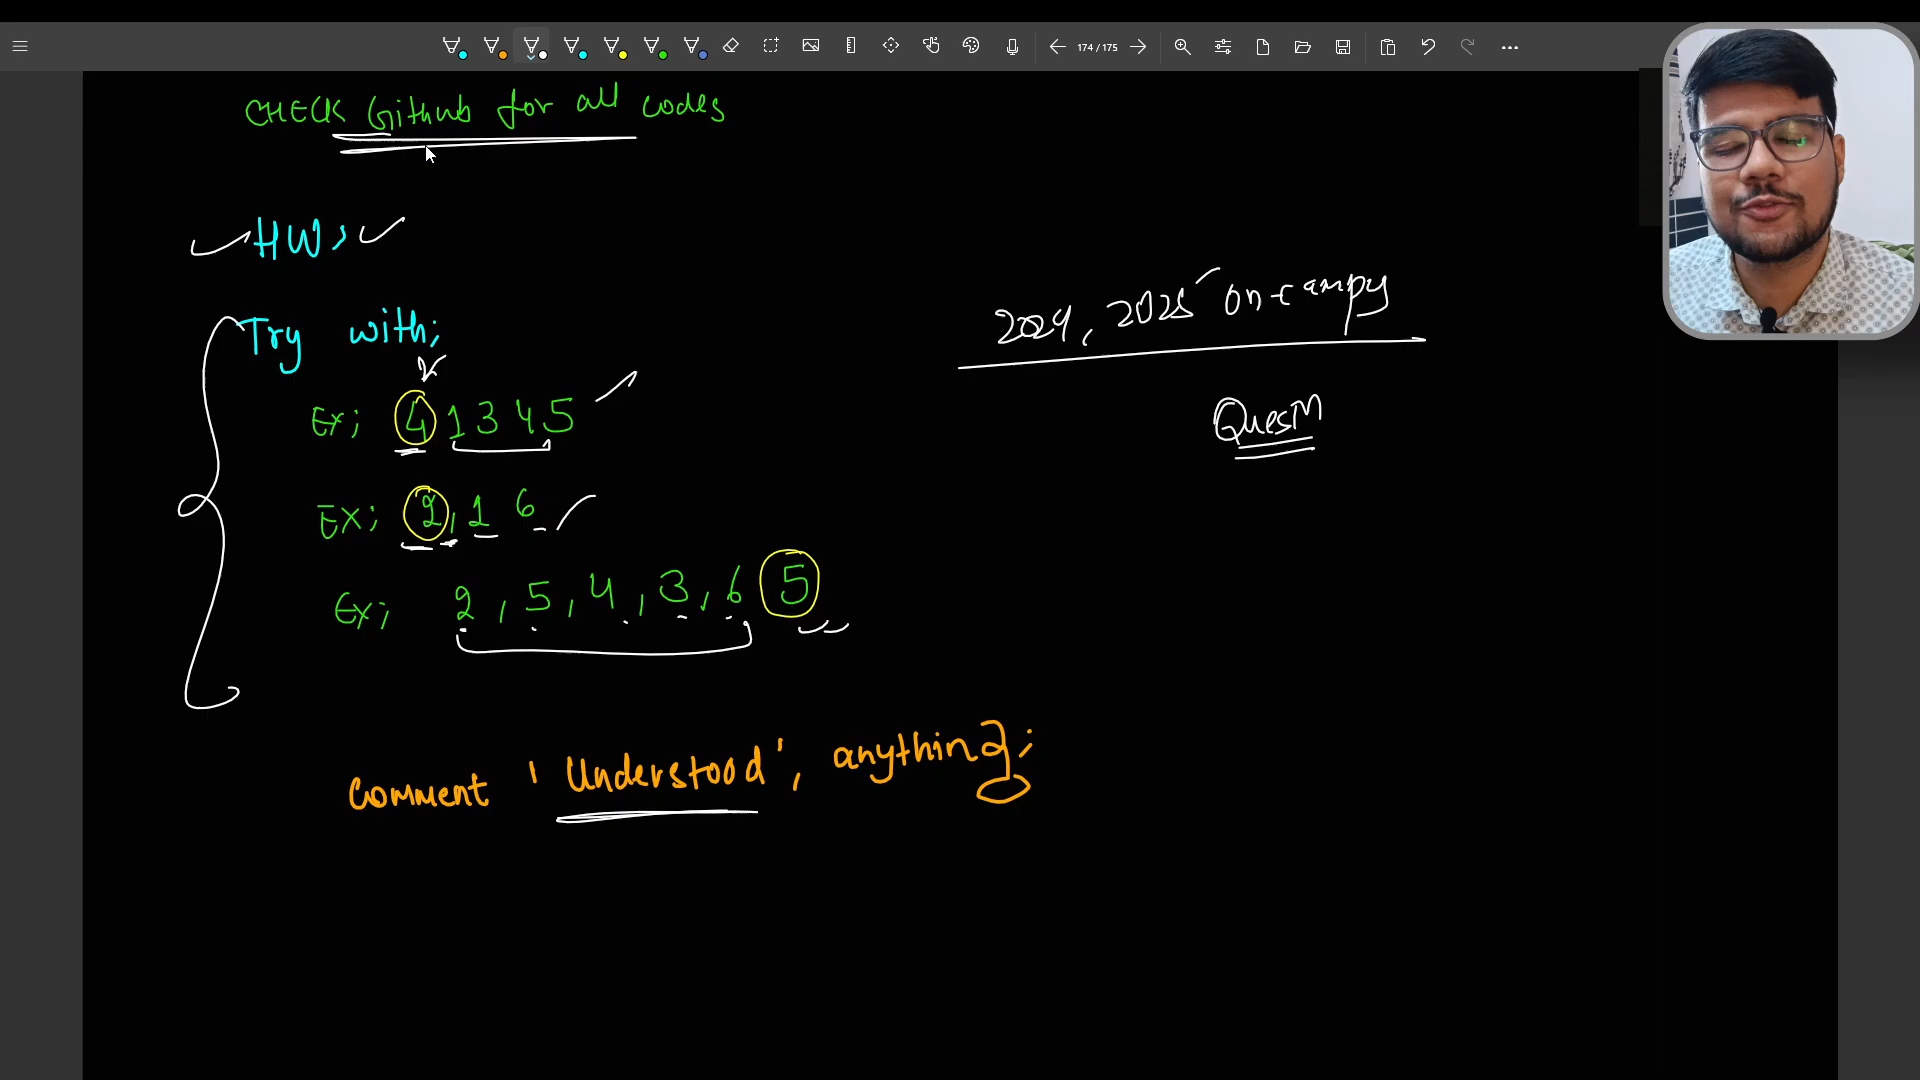 174 / 175
CHECK Github for all codes
HW;
Try with;
Ex; 4 1 3 4 5
Ex; 2, 1 6
Ex; 2, 5, 4, 3, 6 5
2024, 2025 on-campus
Comment 'Understood', anything;